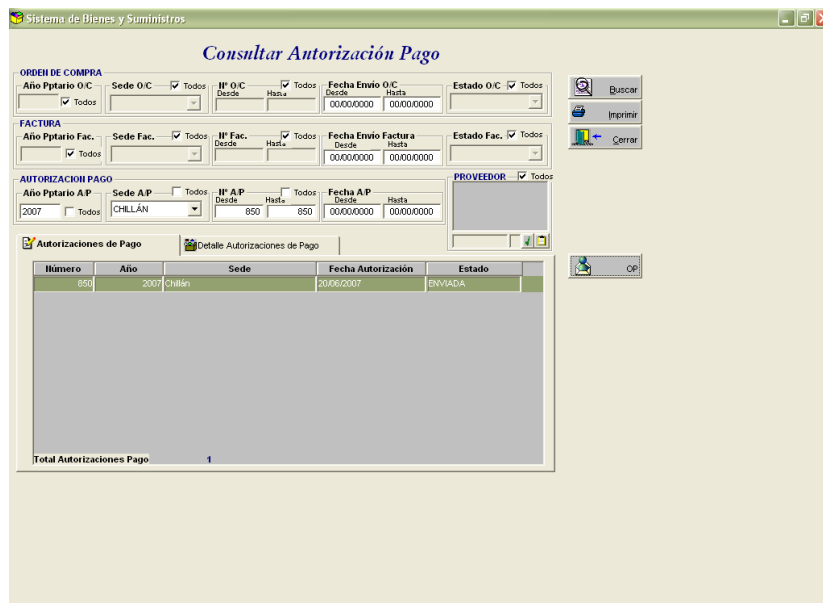 Sistema de Bienes y Suministros
Consultar Autorización Pago
ORDEN DE COMPRA
Año Pptario O/C Sede O/C Todos Nº O/C Todos Fecha Envío O/C Estado O/C Todos
Desde Hasta Desde Hasta
Todos 00/00/0000 00/00/0000
Buscar
Imprimir
Cerrar
FACTURA
Año Pptario Fac. Sede Fac. Todos Nº Fac. Todos Fecha Envío Factura Estado Fac. Todos
Desde Hasta Desde Hasta
Todos 00/00/0000 00/00/0000
AUTORIZACION PAGO
Año Pptario A/P Sede A/P Todos Nº A/P Todos Fecha A/P
Desde Hasta Desde Hasta
2007 Todos CHILLÁN 850 850 00/00/0000 00/00/0000
PROVEEDOR Todos
Autorizaciones de Pago Detalle Autorizaciones de Pago
OP
Número Año Sede Fecha Autorización Estado
850 2007 Chillán 20/06/2007 ENVIADA
Total Autorizaciones Pago 1